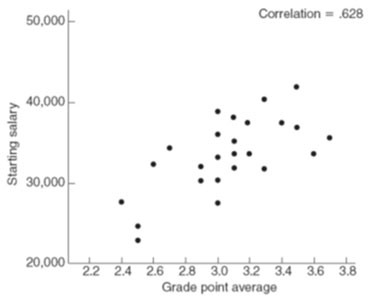 Correlation = .628
50,000
40,000
30,000
20,000
Starting salary
2.2 2.4 2.6 2.8 3.0 3.2 3.4 3.6 3.8
Grade point average